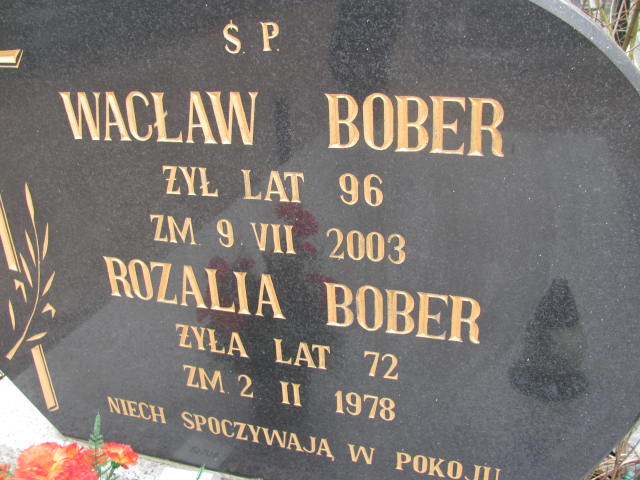 Ś. P.
WACŁAW BOBER
ŻYŁ LAT 96
ZM. 9. VII 2003
ROZALIA BOBER
ŻYŁA LAT 72
ZM. 2 II 1978
NIECH SPOCZYWAJĄ W POKOJU